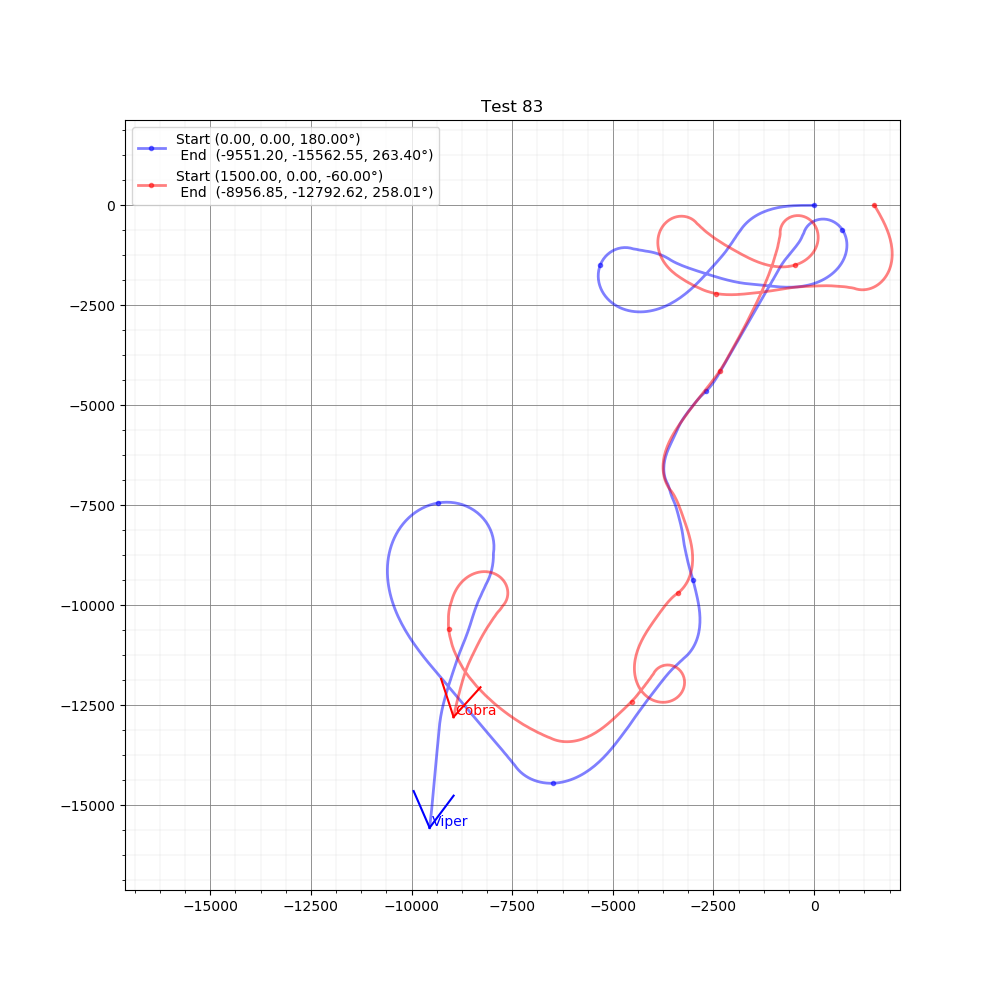 Test 83
Start (0.00, 0.00, 180.00°)
End (-9551.20, -15562.55, 263.40°)
Start (1500.00, 0.00, -60.00°)
End (-8956.85, -12792.62, 258.01°)
0
−2500
−5000
−7500
−10000
−12500
−15000
Cobra
Viper
−15000 −12500 −10000 −7500 −5000 −2500 0